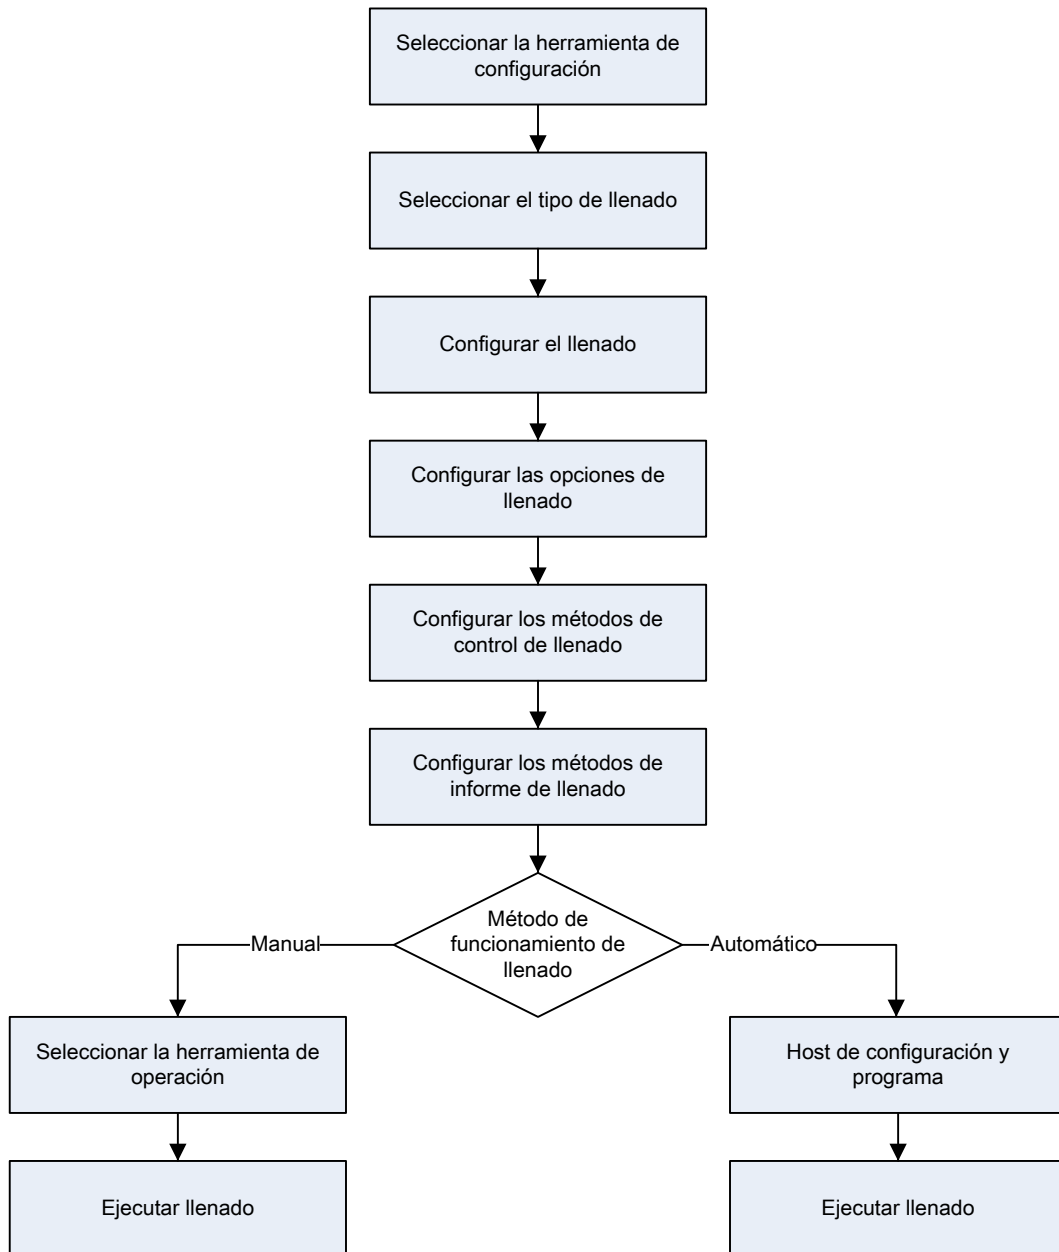 Seleccionar la herramienta de
configuración
Seleccionar el tipo de llenado
Configurar el llenado
Configurar las opciones de
llenado
Configurar los métodos de
control de llenado
Configurar los métodos de
informe de llenado
Método de
funcionamiento de
llenado
Manual
Automático
Seleccionar la herramienta de
operación
Host de configuración y
programa
Ejecutar llenado
Ejecutar llenado